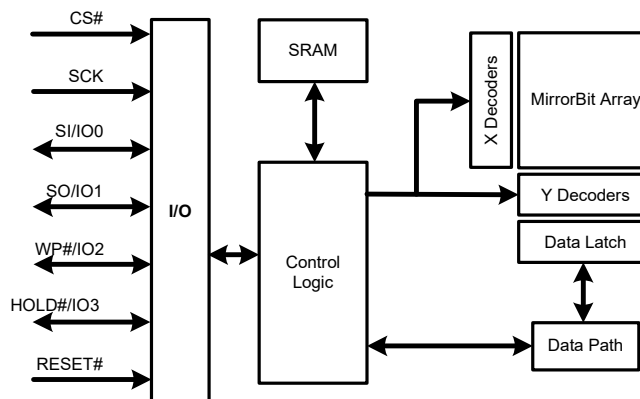 CS#
SCK
SI/IO0
SO/IO1
WP#/IO2
HOLD#/IO3
RESET#
I/O
SRAM
Control
Logic
X Decoders
MirrorBit Array
Y Decoders
Data Latch
Data Path